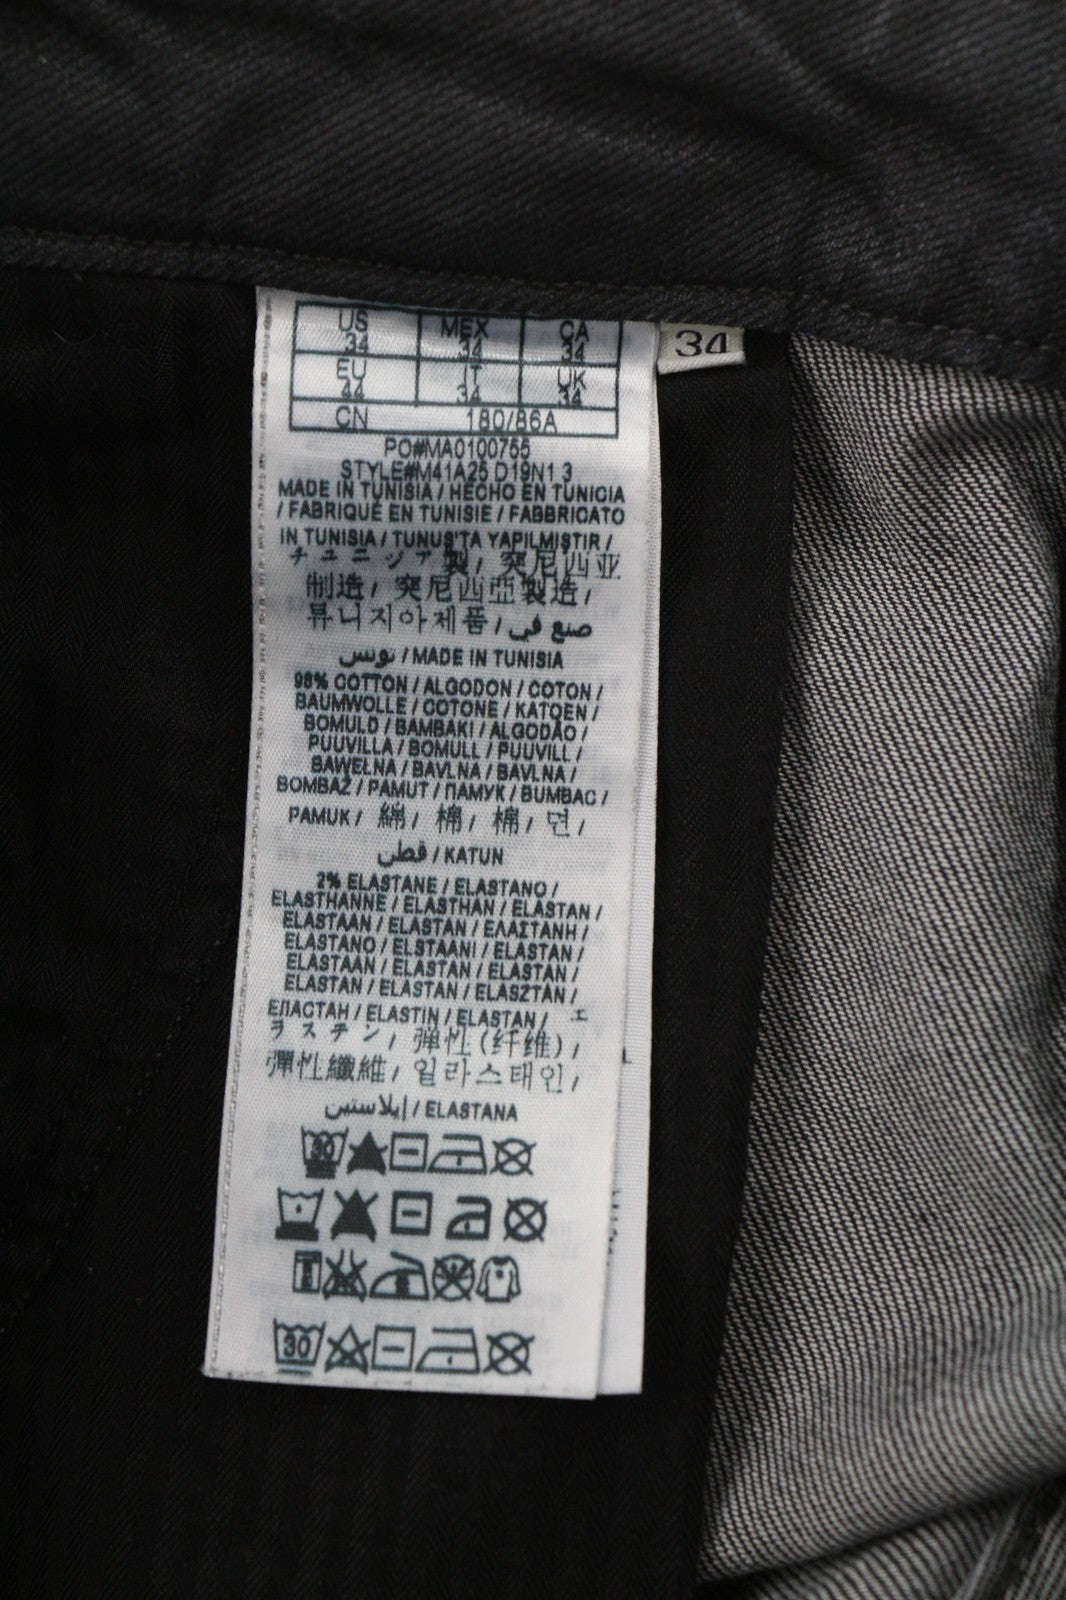 US MEX CA
34 34 34
EU IT UK
44 34 34
CN 180/86A
34
PO#MA0100755
STYLE#M41A25 D19N1 3
MADE IN TUNISIA / HECHO EN TUNICIA
/ FABRIQUÉ EN TUNISIE / FABBRICATO
IN TUNISIA / TUNUS'TA YAPILMISTIR /
チュニジア製, 突尼西亚
制造, 突尼西亞製造,
튜니지아제품 / صنع في
تونس / MADE IN TUNISIA
98% COTTON / ALGODON / COTON /
BAUMWOLLE / COTONE / KATOEN /
BOMULD / BAMBAKI / ALGODÃO /
PUUVILLA / BOMULL / PUUVILL /
BAWEŁNA / BAVLNA / BAVLNA /
BOMBAŽ / PAMUT / ПАМУК / BUMBAC /
PAMUK / 綿, 棉, 棉, 면,
قطن / KATUN
2% ELASTANE / ELASTANO /
ELASTHANNE / ELASTHAN / ELASTAN /
ELASTAAN / ELASTAN / ΕΛΑΣΤΑΝΗ /
ELASTANO / ELSTAANI / ELASTAN /
ELASTAAN / ELASTAN / ELASTAN /
ELASTAN / ELASTAN / ELASZTÁN /
ЕЛАСТАН / ELASTIN / ELASTAN / エ
ラステン, 弹性(纤维),
彈性纖維, 일라스태인,
إيلاستين / ELASTANA
30
30